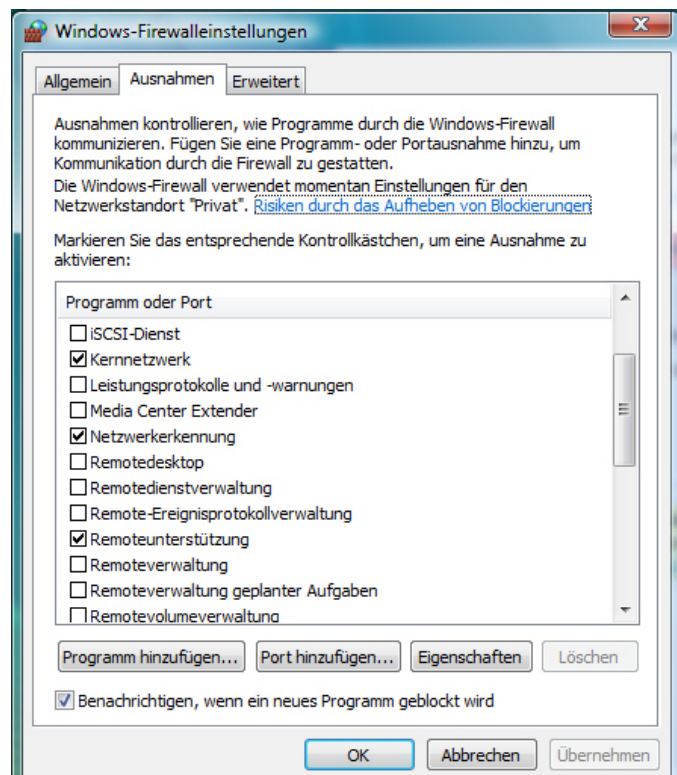 Windows-Firewalleinstellungen
Allgemein Ausnahmen Erweitert
Ausnahmen kontrollieren, wie Programme durch die Windows-Firewall
kommunizieren. Fügen Sie eine Programm- oder Portausnahme hinzu, um
Kommunikation durch die Firewall zu gestatten.
Die Windows-Firewall verwendet momentan Einstellungen für den
Netzwerkstandort "Privat". Risiken durch das Aufheben von Blockierungen
Markieren Sie das entsprechende Kontrollkästchen, um eine Ausnahme zu
aktivieren:
Programm oder Port
iSCSI-Dienst
Kernnetzwerk
Leistungsprotokolle und -warnungen
Media Center Extender
Netzwerkerkennung
Remotedesktop
Remotedienstverwaltung
Remote-Ereignisprotokollverwaltung
Remoteunterstützung
Remoteverwaltung
Remoteverwaltung geplanter Aufgaben
Remotevolumeverwaltung
Programm hinzufügen... Port hinzufügen... Eigenschaften Löschen
Benachrichtigen, wenn ein neues Programm geblockt wird
OK Abbrechen Übernehmen